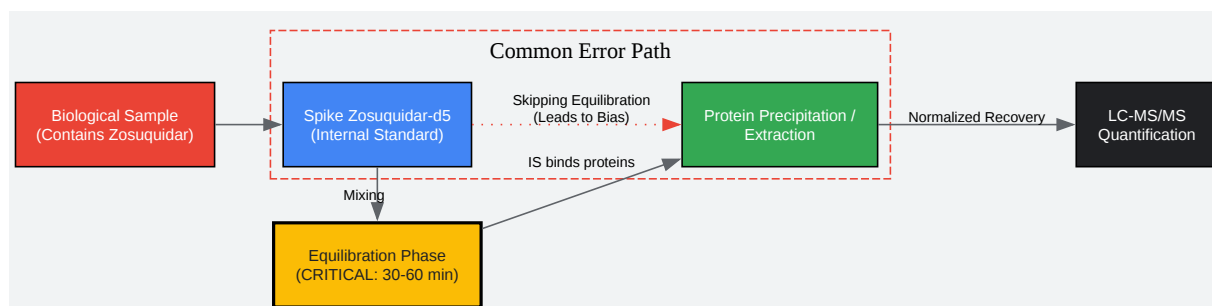 Common Error Path
Biological Sample
(Contains Zosuquidar)
Spike Zosuquidar-d5
(Internal Standard)
Skipping Equilibration
(Leads to Bias)
Protein Precipitation /
Extraction
Normalized Recovery
LC-MS/MS
Quantification
IS binds proteins
Mixing
Equilibration Phase
(CRITICAL: 30-60 min)